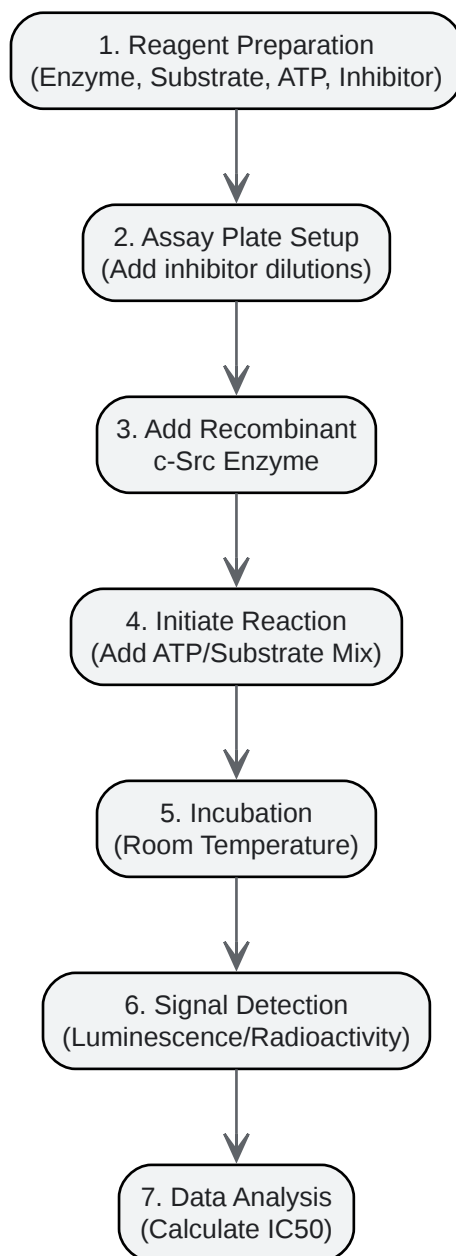 1. Reagent Preparation
(Enzyme, Substrate, ATP, Inhibitor)
2. Assay Plate Setup
(Add inhibitor dilutions)
3. Add Recombinant
c-Src Enzyme
4. Initiate Reaction
(Add ATP/Substrate Mix)
5. Incubation
(Room Temperature)
6. Signal Detection
(Luminescence/Radioactivity)
7. Data Analysis
(Calculate IC50)